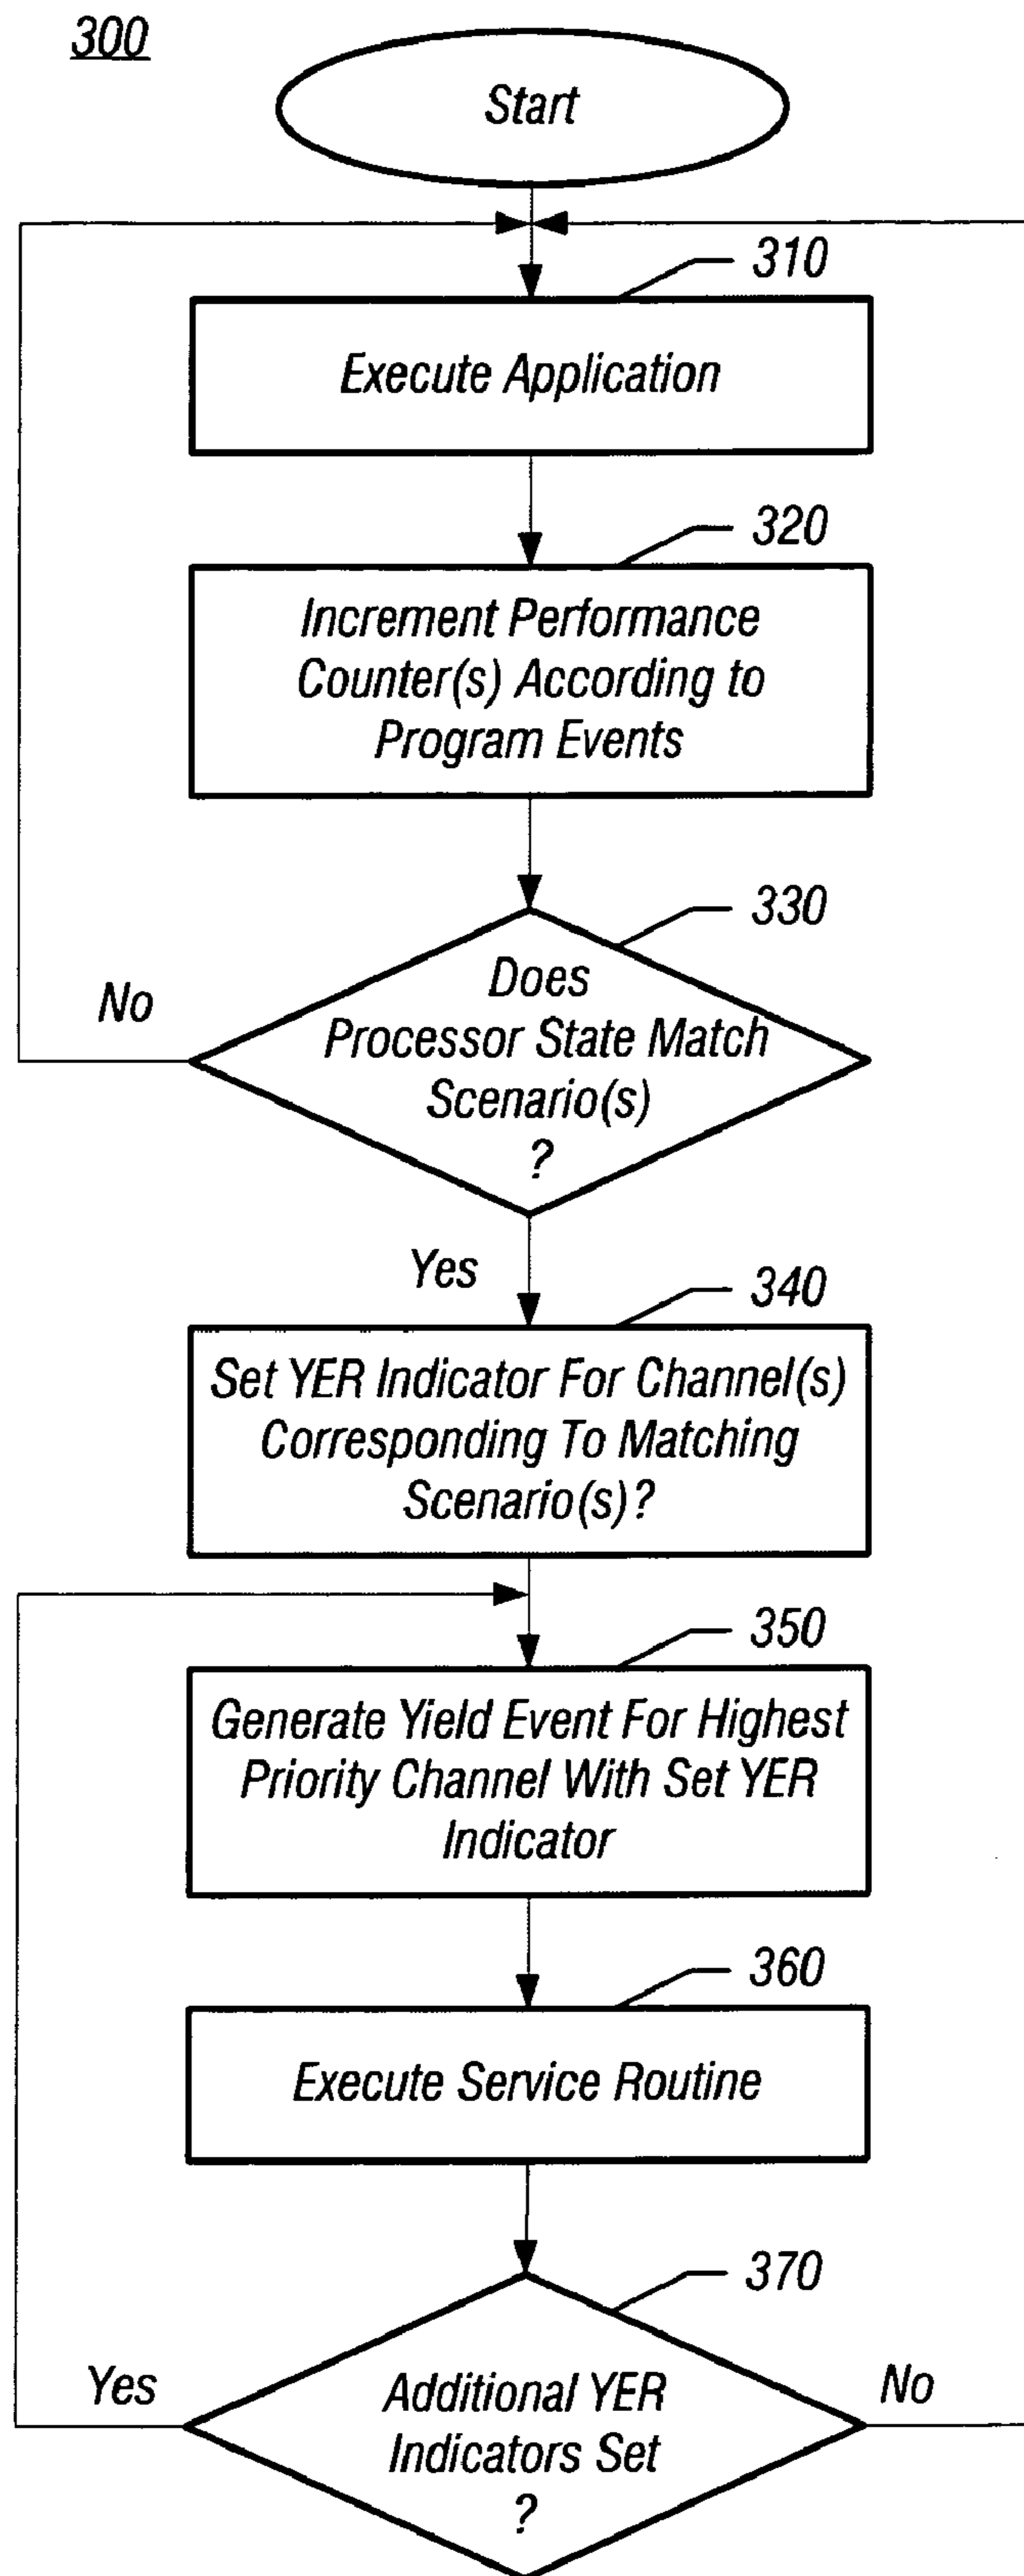 300
Start
310
Execute Application
320
Increment Performance
Counter(s) According to
Program Events
330
Does
Processor State Match
Scenario(s)
?
No
Yes
340
Set YER Indicator For Channel(s)
Corresponding To Matching
Scenario(s)?
350
Generate Yield Event For Highest
Priority Channel With Set YER
Indicator
360
Execute Service Routine
370
Yes
Additional YER
Indicators Set
?
No